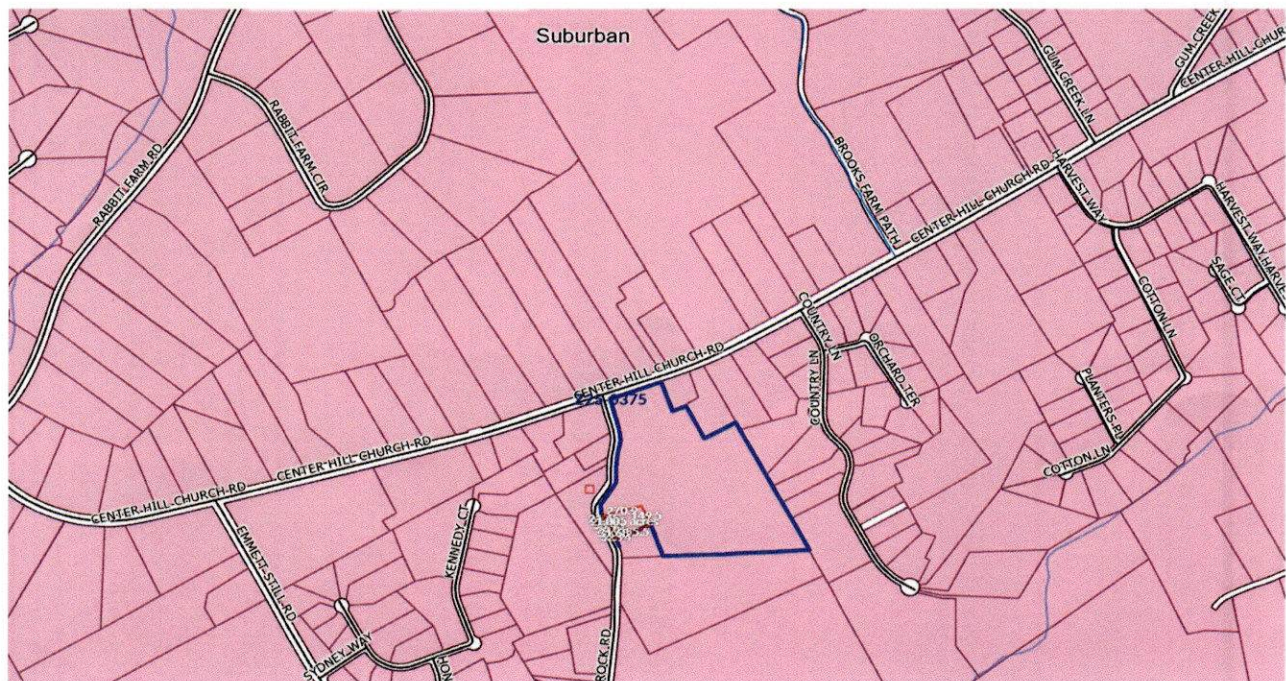 Suburban
GUM CREEK LN
GUM CREEK
CENTER HILL CHUR
RABBIT FARM RD
RABBIT FARM CIR
BROOKS FARM PATH
CENTER HILL CHURCH RD
HARVEST WAY
HARVEST WAY
SAGE CT
COTTON LN
COUNTRY LN
COUNTRY LN
ORCHARD TER
CENTER HILL CHURCH RD
COTTON LN
CENTER HILL CHURCH RD
CENTER HILL CHURCH RD
KENNEDY CT
EMMETT STILL RD
SYDNEY WAY
HON
ROCK RD